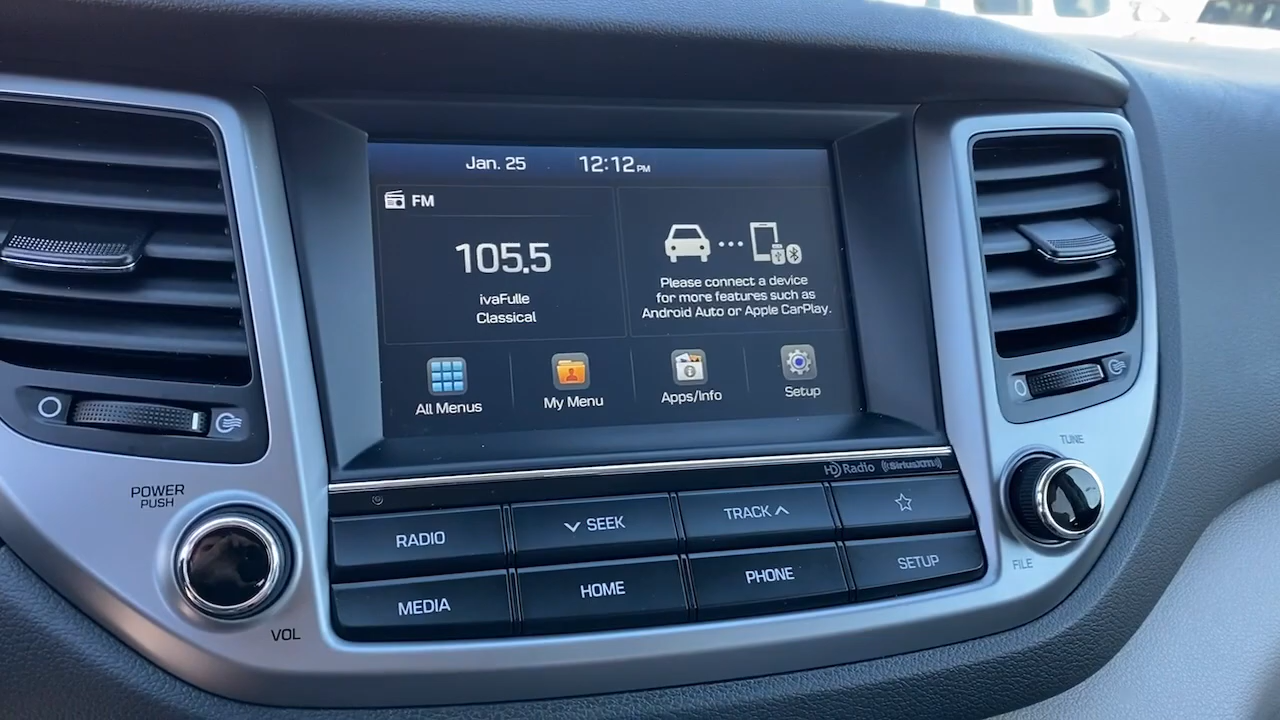 Jan. 25 12:12 PM
FM
105.5
ivaFulle
Classical
Please connect a device
for more features such as
Android Auto or Apple CarPlay.
All Menus
My Menu
Apps/Info
Setup
HD Radio
SiriusXM
POWER
PUSH
VOL
TUNE
FILE
RADIO
SEEK
TRACK
MEDIA
HOME
PHONE
SETUP